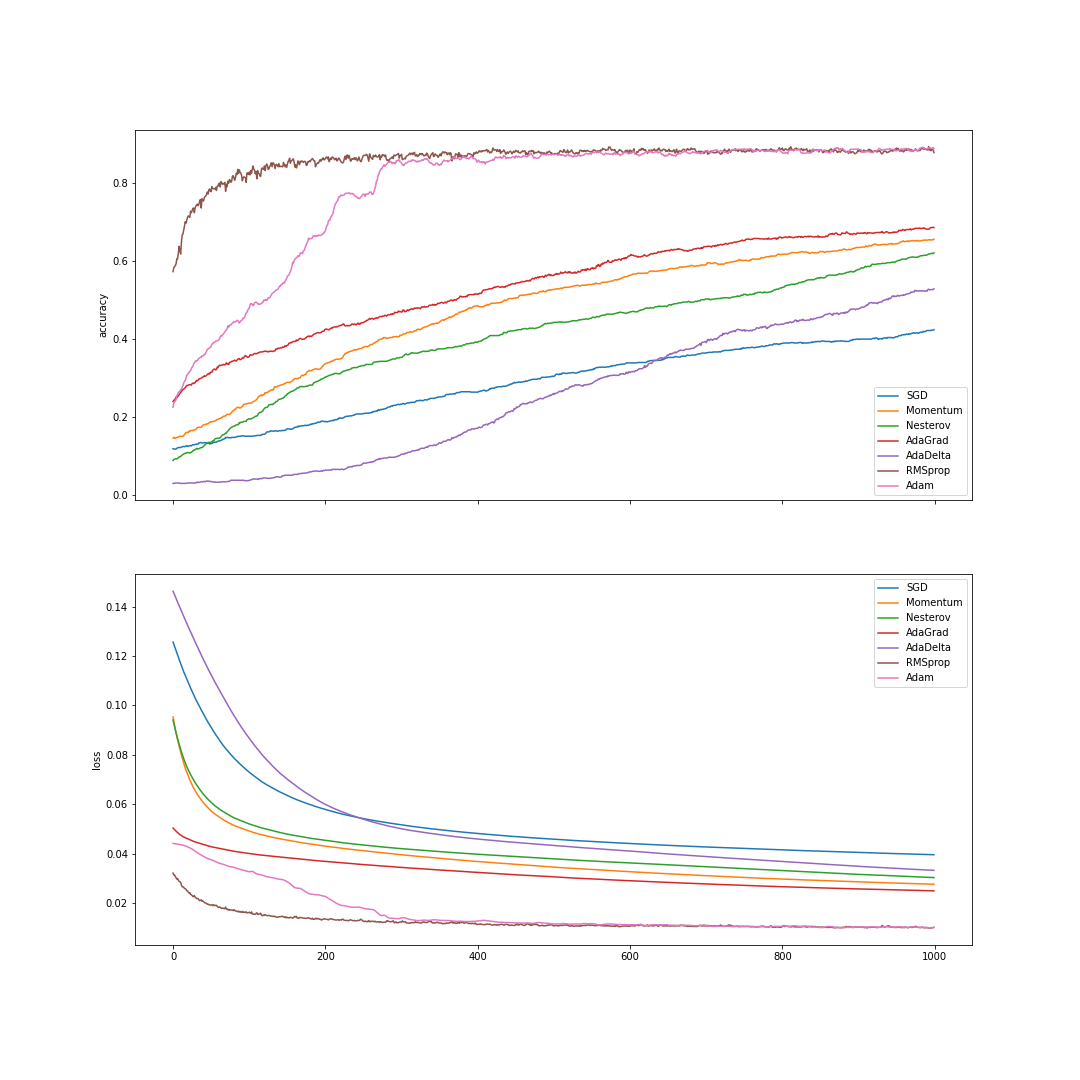 accuracy
0.8
0.6
0.4
0.2
0.0
SGD
Momentum
Nesterov
AdaGrad
AdaDelta
RMSprop
Adam
loss
0.14
0.12
0.10
0.08
0.06
0.04
0.02
SGD
Momentum
Nesterov
AdaGrad
AdaDelta
RMSprop
Adam
0 200 400 600 800 1000